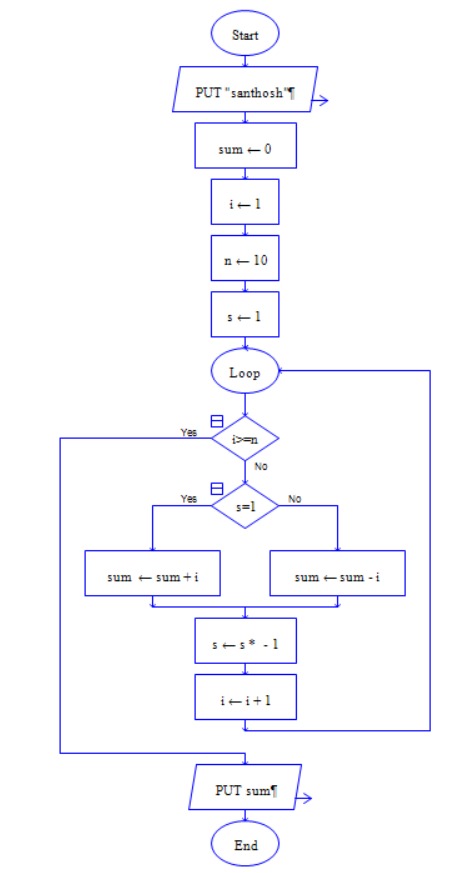 Start
PUT "santhosh"¶
sum ← 0
i ← 1
n ← 10
s ← 1
Loop
i>=n
Yes
No
s=1
Yes
No
sum ← sum + i
sum ← sum - i
s ← s * - 1
i ← i + 1
PUT sum¶
End